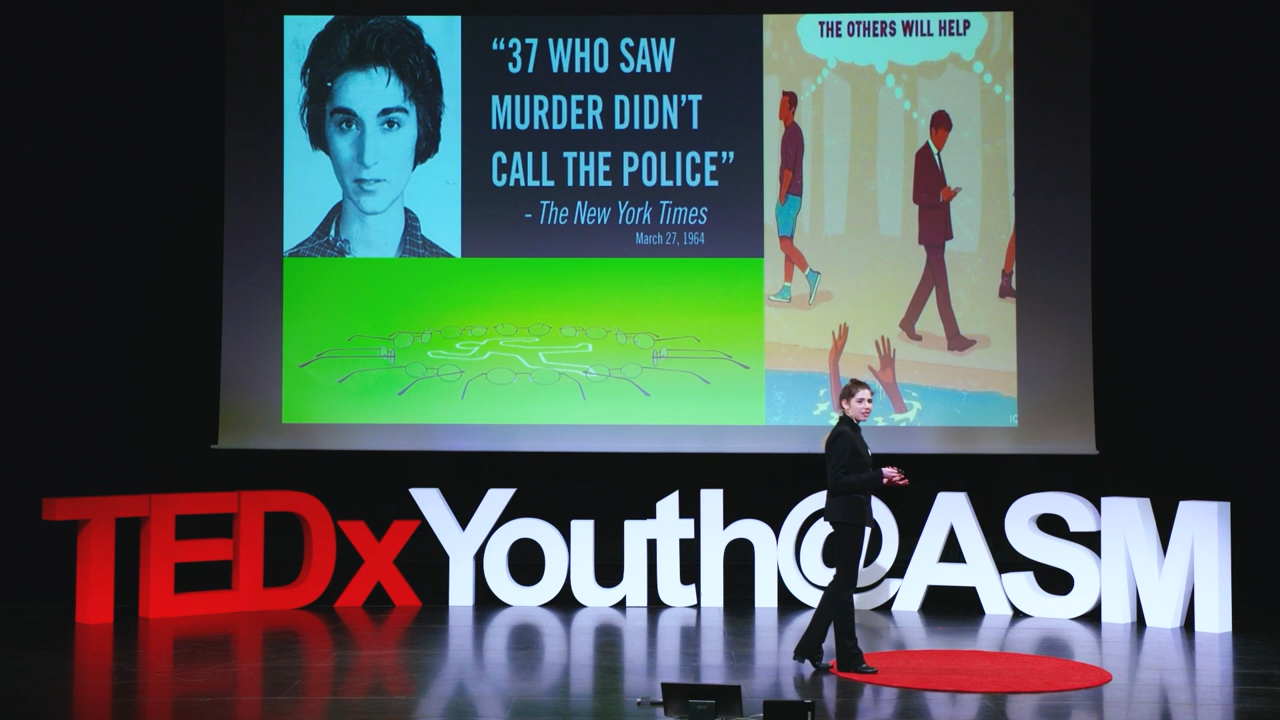 "37 WHO SAW
MURDER DIDN'T
CALL THE POLICE"
- The New York Times
March 27, 1964
THE OTHERS WILL HELP
TEDxYouth@ASM